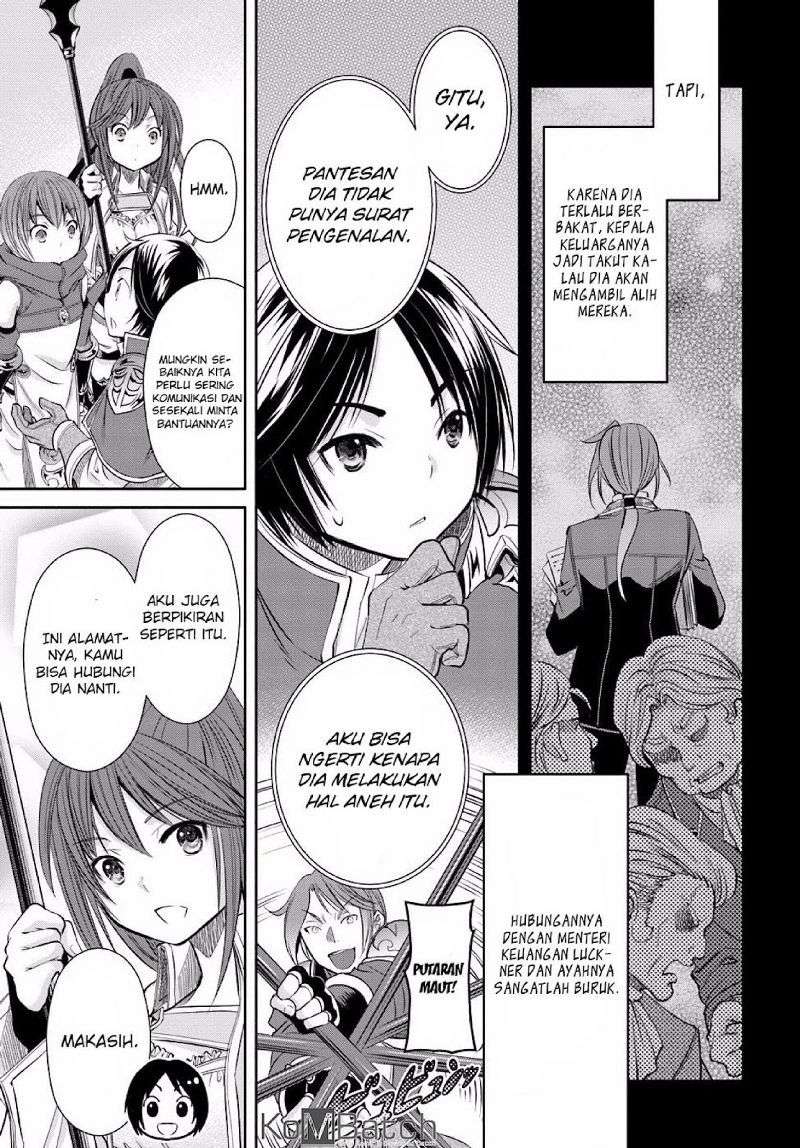 TAPI,
KARENA DIA
TERLALU BER-
BAKAT, KEPALA
KELUARGANYA
JADI TAKUT KA-
LAU DIA AKAN
MENGAMBIL ALIH
MEREKA.
HUBUNGANNYA
DENGAN MENTERI
KEUANGAN LUCK-
NER DAN AYAHNYA
SANGATLAH BURUK.
GITU,
YA.
PANTESAN
DIA TIDAK
PUNYA SURAT
PENGENALAN.
AKU BISA
NGERTI KENAPA
DIA MELAKUKAN
HAL ANEH ITU.
PUTARAN
MAUT!
HMM.
MUNGKIN SE-
BAIKNYA KITA
PERLU SERING
KOMUNIKASI DAN
SESEKALI MINTA
BANTUANNYA?
AKU JUGA
BERPIKIRAN
SEPERTI ITU.
INI ALAMAT-
NYA, KAMU
BISA HUBUNGI
DIA NANTI.
MAKASIH.
KoMBatch